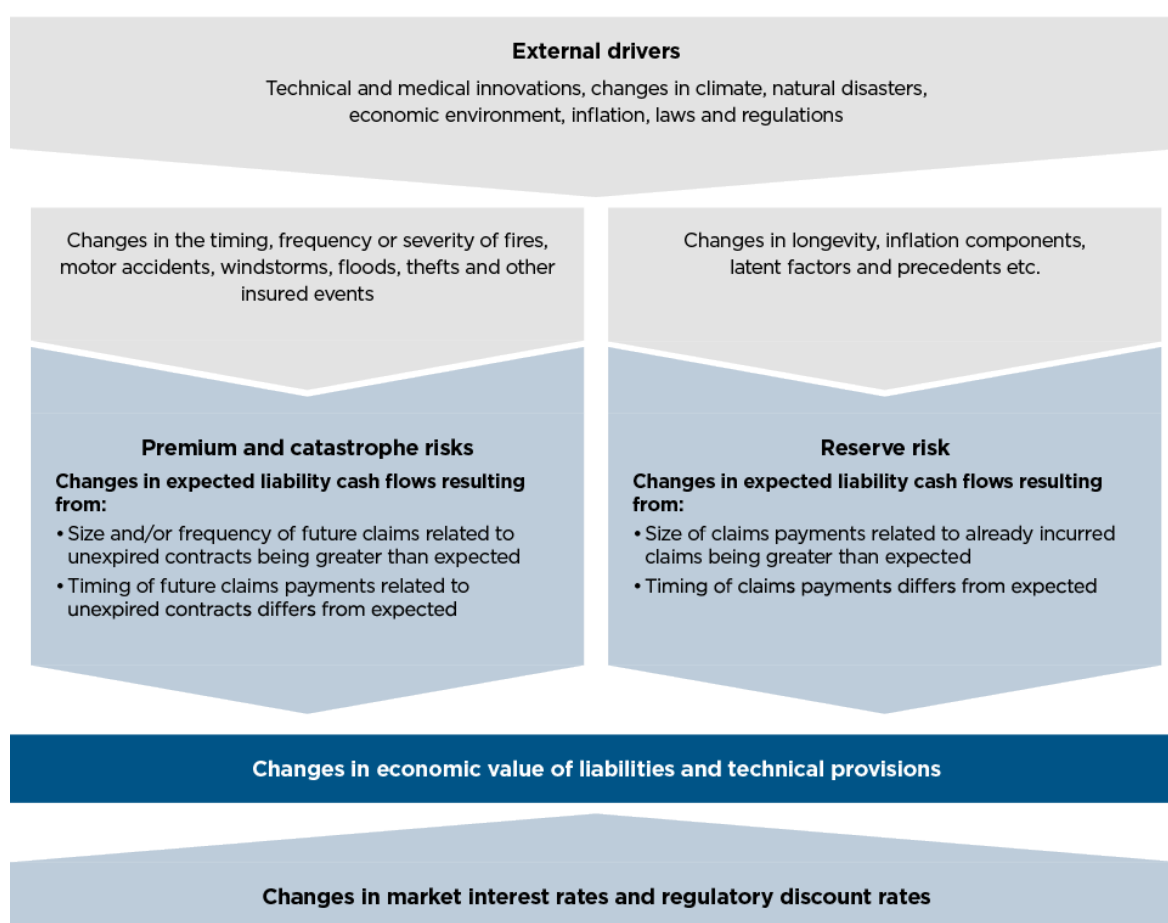 External drivers
Technical and medical innovations, changes in climate, natural disasters,
economic environment, inflation, laws and regulations
Changes in the timing, frequency or severity of fires,
motor accidents, windstorms, floods, thefts and other
insured events
Changes in longevity, inflation components,
latent factors and precedents etc.
Premium and catastrophe risks
Changes in expected liability cash flows resulting
from:
• Size and/or frequency of future claims related to
unexpired contracts being greater than expected
• Timing of future claims payments related to
unexpired contracts differs from expected
Reserve risk
Changes in expected liability cash flows resulting
from:
• Size of claims payments related to already incurred
claims being greater than expected
• Timing of claims payments differs from expected
Changes in economic value of liabilities and technical provisions
Changes in market interest rates and regulatory discount rates